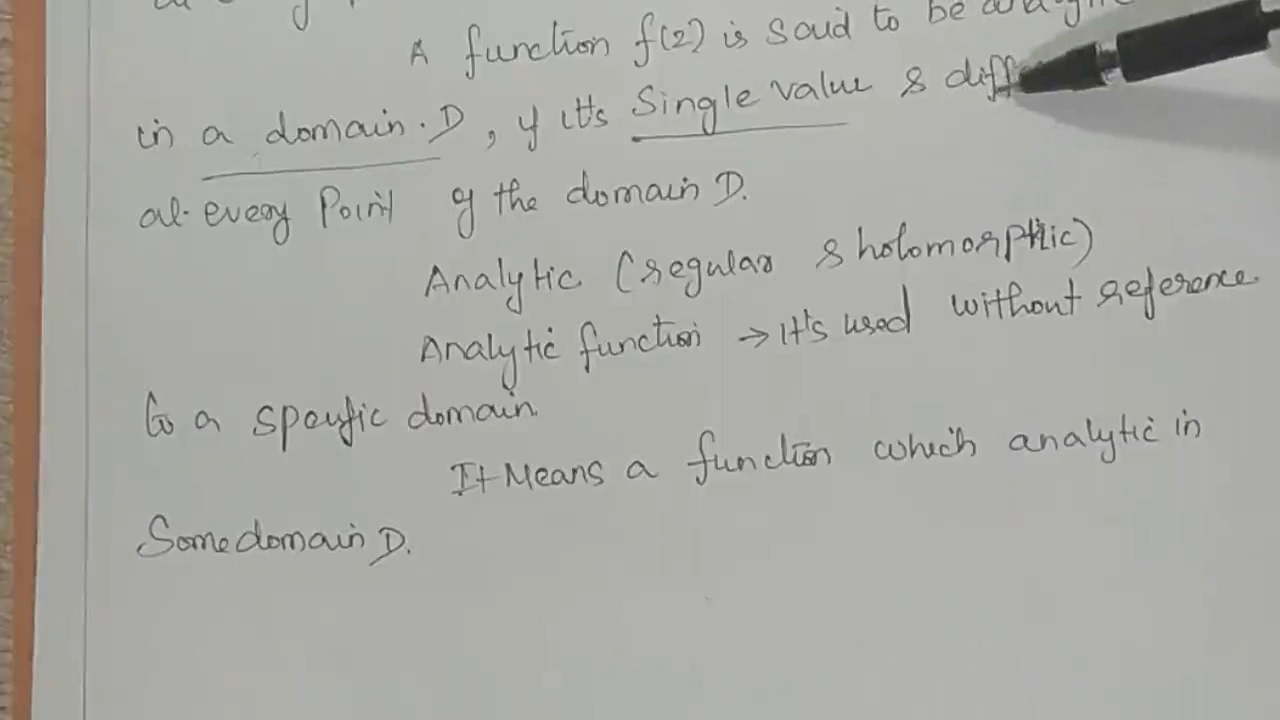 A function f(z) is said to be
in a domain. D, if it's Single value & diff
at every Point of the domain D.
Analytic (regular & holomorphic)
Analytic function → It's used without reference
to a specific domain
It Means a function which analytic in
Some domain D.